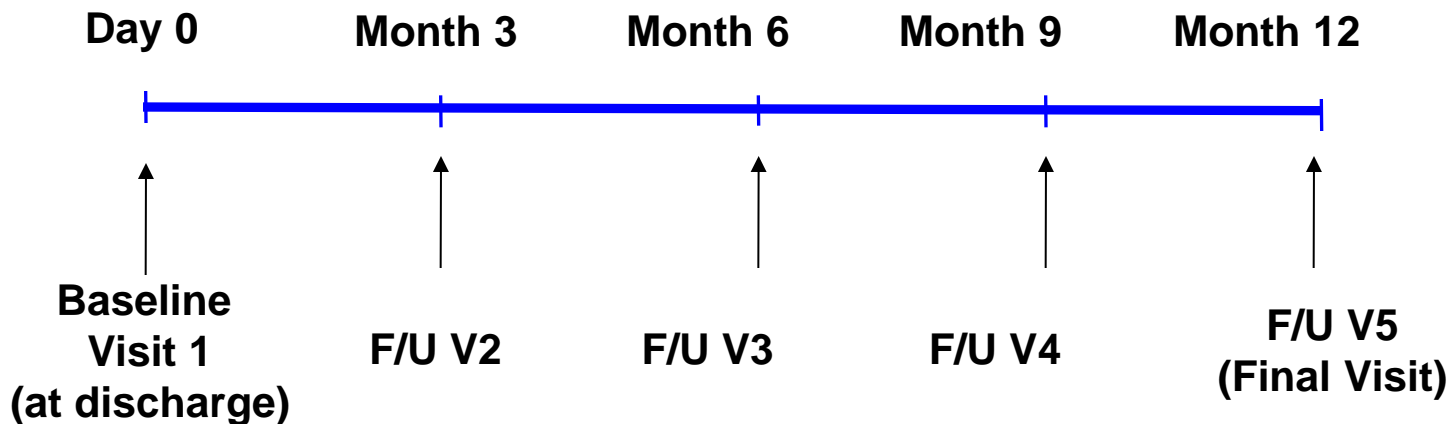 Day 0 Month 3 Month 6 Month 9 Month 12
Baseline
Visit 1
(at discharge)
F/U V2
F/U V3
F/U V4
F/U V5
(Final Visit)